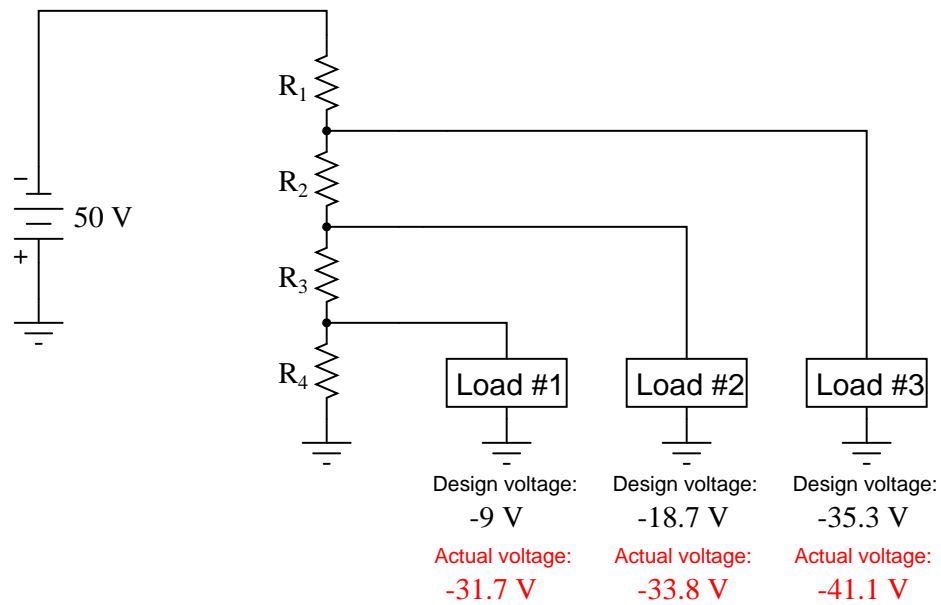 R1
R2
R3
R4
−
50 V
+
Load #1
Load #2
Load #3
Design voltage:
-9 V
Actual voltage:
-31.7 V
Design voltage:
-18.7 V
Actual voltage:
-33.8 V
Design voltage:
-35.3 V
Actual voltage:
-41.1 V